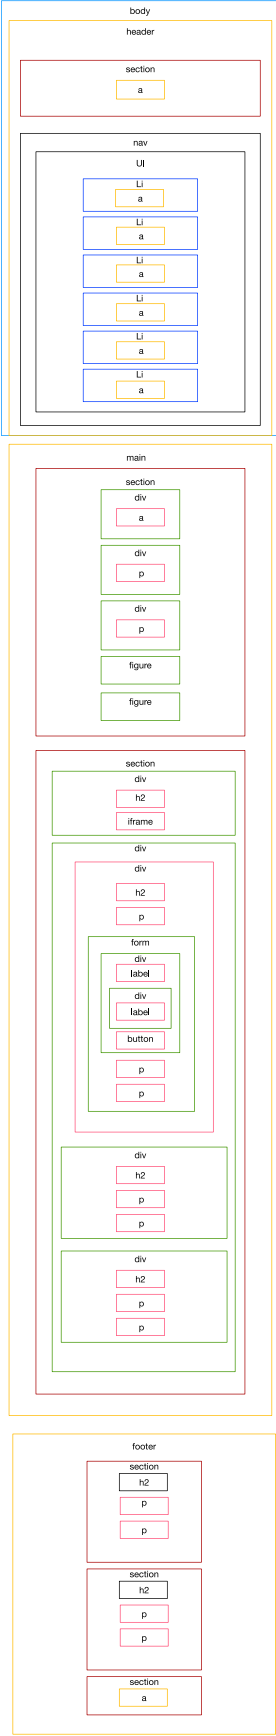 body
header
section
a
nav
UI
Li
a
Li
a
Li
a
Li
a
Li
a
Li
a
main
section
div
a
div
p
div
p
figure
figure
section
div
h2
iframe
div
div
h2
p
form
div
label
div
label
button
p
p
div
h2
p
p
div
h2
p
p
footer
section
h2
p
p
section
h2
p
p
section
a